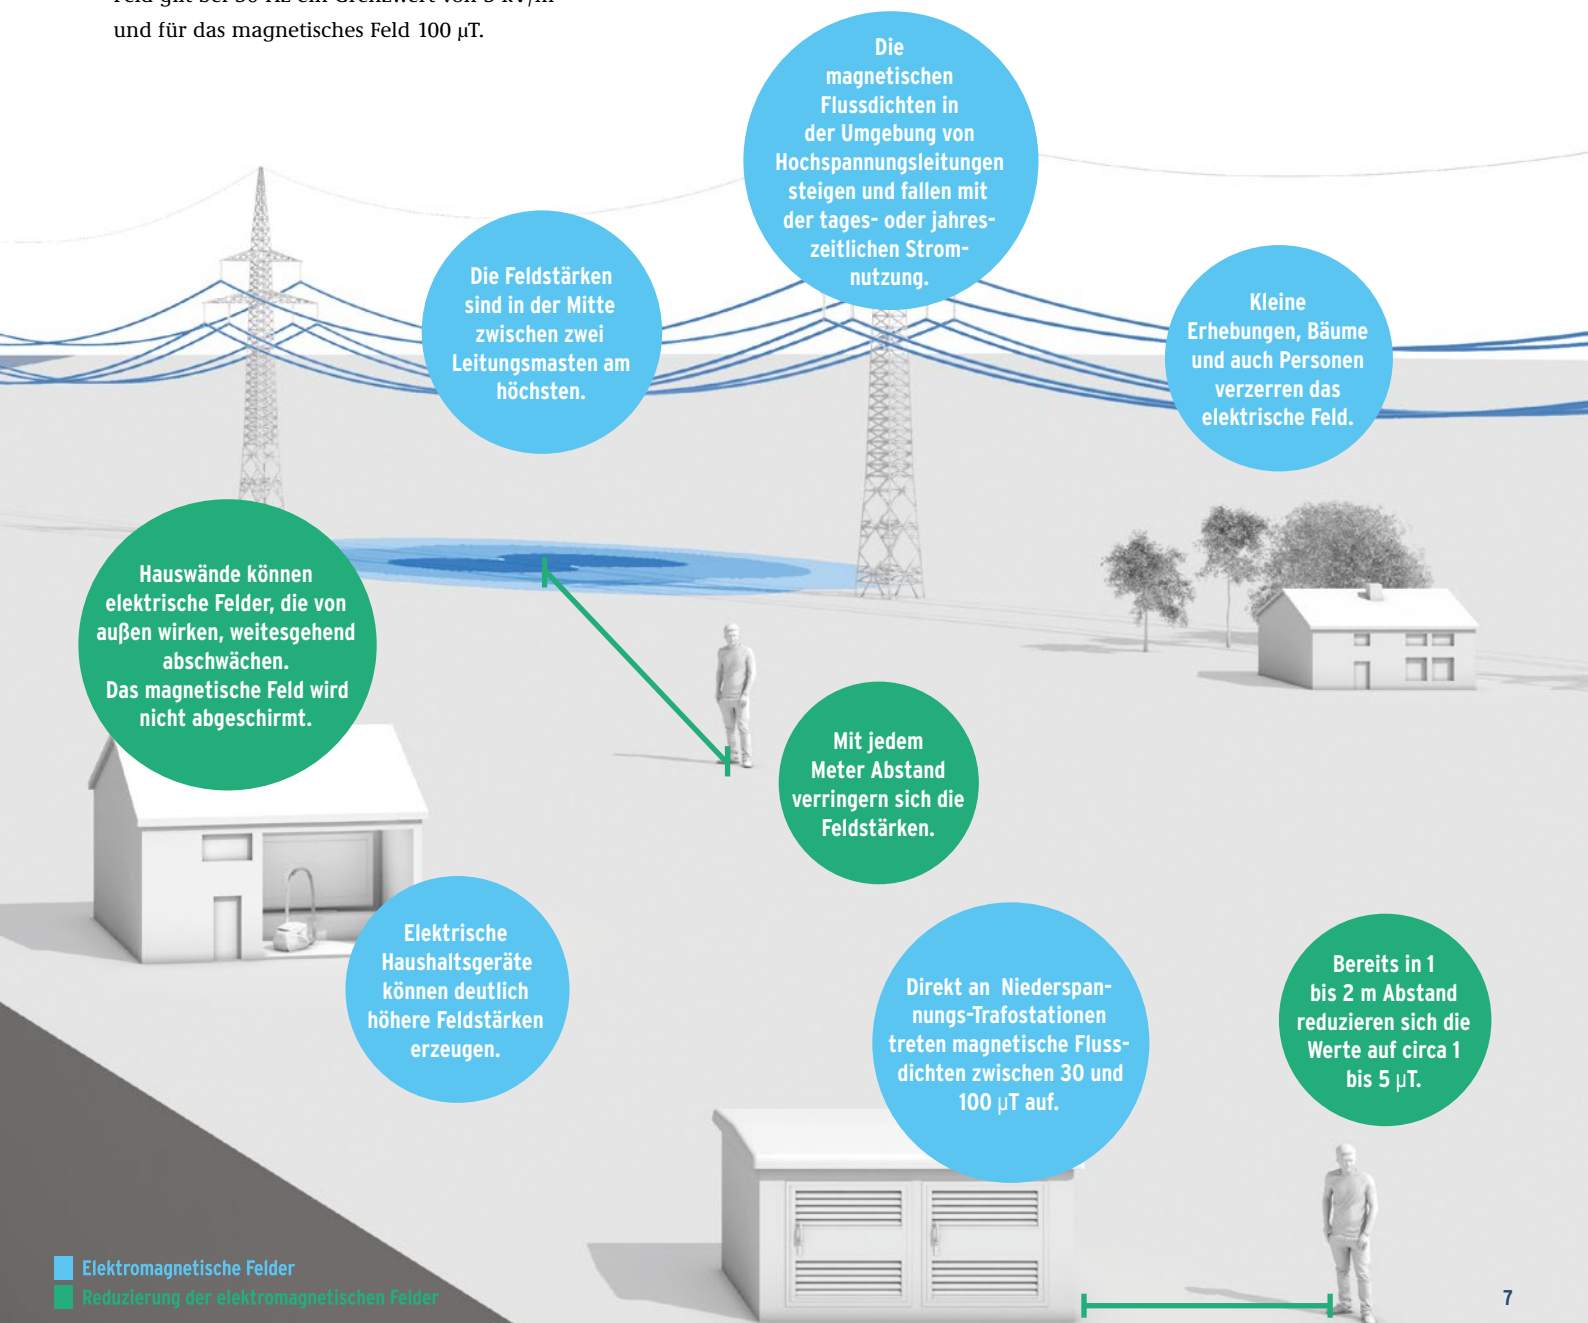 und für das magnetisches Feld 100 µT.
Die
magnetischen
Flussdichten in
der Umgebung von
Hochspannungsleitungen
steigen und fallen mit
der tages- oder jahres-
zeitlichen Strom-
nutzung.
Die Feldstärken
sind in der Mitte
zwischen zwei
Leitungsmasten am
höchsten.
Kleine
Erhebungen, Bäume
und auch Personen
verzerren das
elektrische Feld.
Hauswände können
elektrische Felder, die von
außen wirken, weitesgehend
abschwächen.
Das magnetische Feld wird
nicht abgeschirmt.
Mit jedem
Meter Abstand
verringern sich die
Feldstärken.
Elektrische
Haushaltsgeräte
können deutlich
höhere Feldstärken
erzeugen.
Direkt an Niederspan-
nungs-Trafostationen
treten magnetische Fluss-
dichten zwischen 30 und
100 µT auf.
Bereits in 1
bis 2 m Abstand
reduzieren sich die
Werte auf circa 1
bis 5 µT.
Elektromagnetische Felder
Reduzierung der elektromagnetischen Felder
7